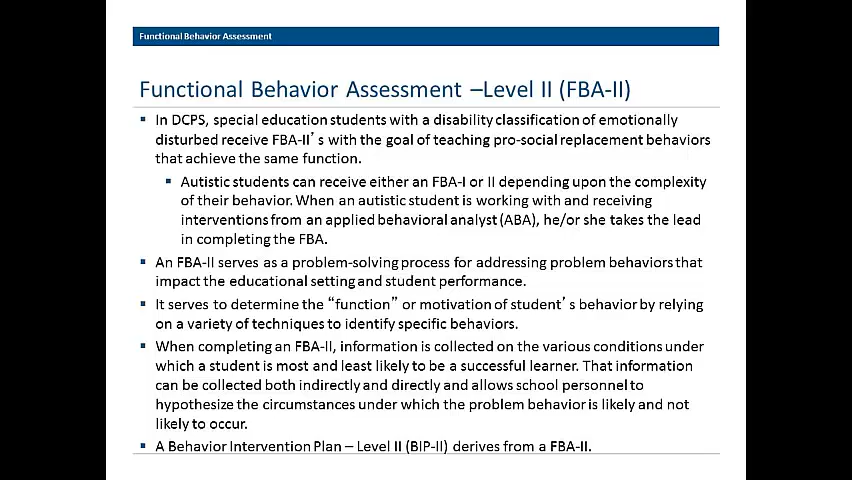 Functional Behavior Assessment
Functional Behavior Assessment –Level II (FBA-II)
▪ In DCPS, special education students with a disability classification of emotionally
disturbed receive FBA-II’ s with the goal of teaching pro-social replacement behaviors
that achieve the same function.
▪ Autistic students can receive either an FBA-I or II depending upon the complexity
of their behavior. When an autistic student is working with and receiving
interventions from an applied behavioral analyst (ABA), he/or she takes the lead
in completing the FBA.
▪ An FBA-II serves as a problem-solving process for addressing problem behaviors that
impact the educational setting and student performance.
▪ It serves to determine the “function” or motivation of student’ s behavior by relying
on a variety of techniques to identify specific behaviors.
▪ When completing an FBA-II, information is collected on the various conditions under
which a student is most and least likely to be a successful learner. That information
can be collected both indirectly and directly and allows school personnel to
hypothesize the circumstances under which the problem behavior is likely and not
likely to occur.
▪ A Behavior Intervention Plan – Level II (BIP-II) derives from a FBA-II.